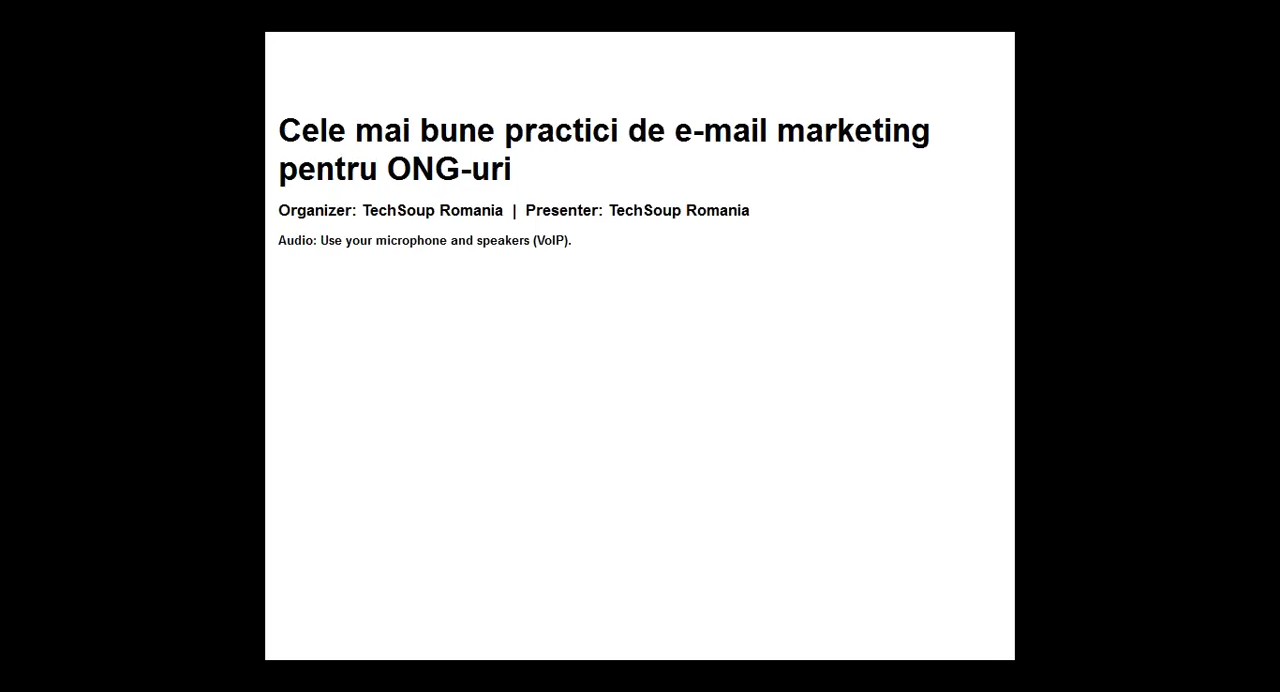 Cele mai bune practici de e-mail marketing
pentru ONG-uri
Organizer: TechSoup Romania | Presenter: TechSoup Romania
Audio: Use your microphone and speakers (VoIP).